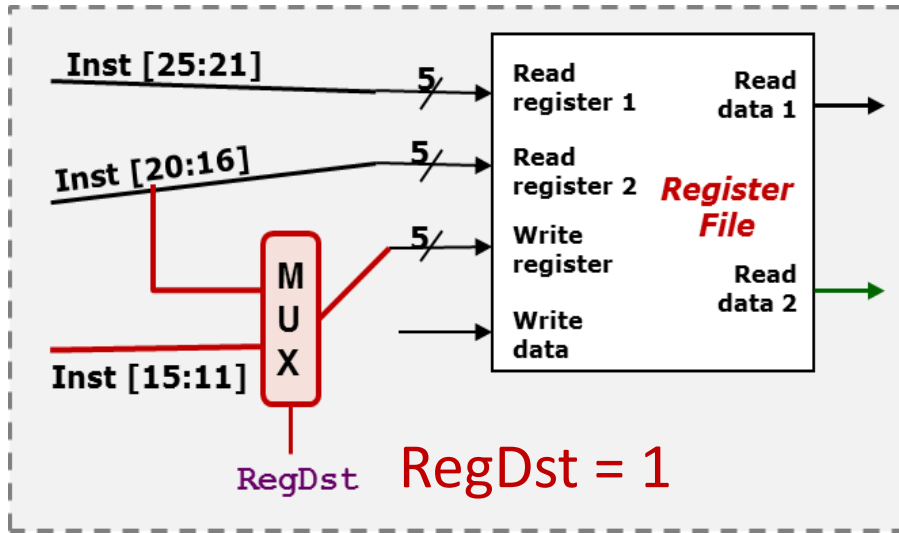 Inst [25:21]
5
Read
register 1
Read
data 1
Inst [20:16]
5
Read
register 2
Register
File
5
Write
register
M
U
X
Read
data 2
Write
data
Inst [15:11]
RegDst
RegDst = 1